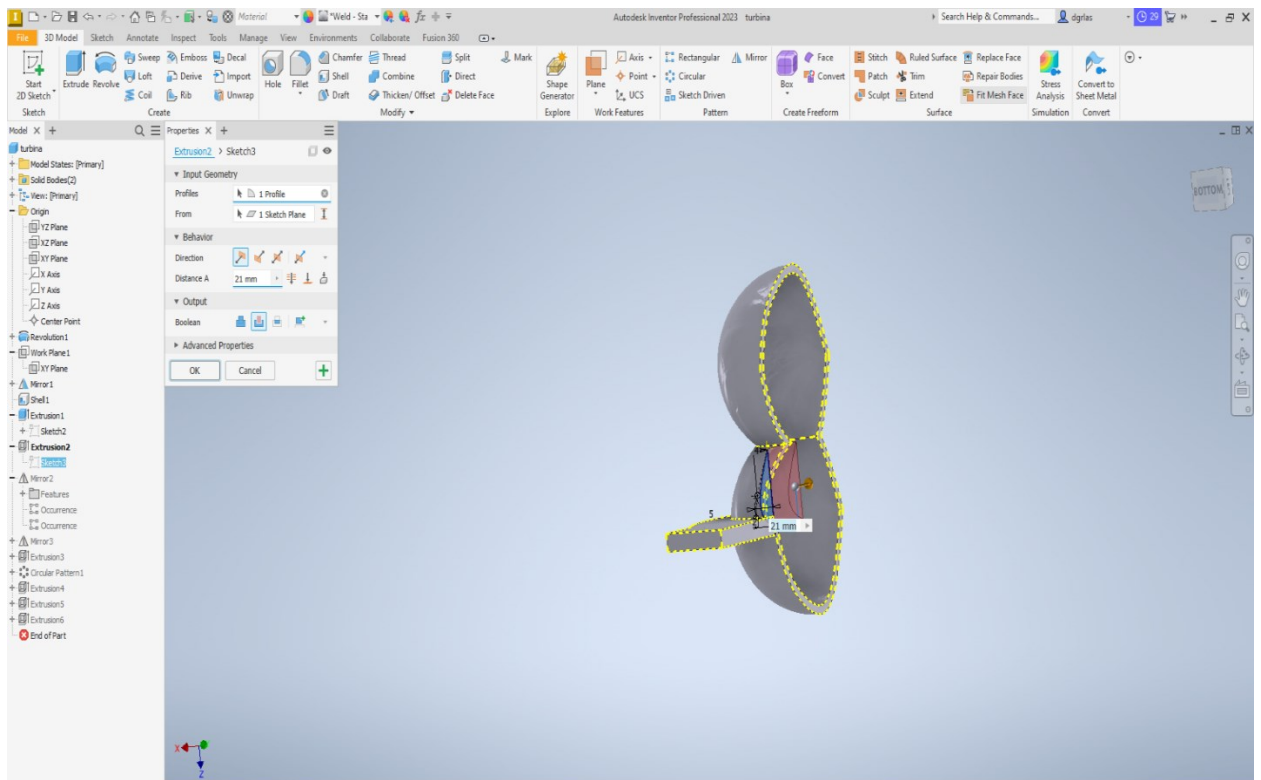 Material "Weld - Sta fx Autodesk Inventor Professional 2023 turbina Search Help & Commands... dgrlas 29
File 3D Model Sketch Annotate Inspect Tools Manage View Environments Collaborate Fusion 360
Start 2D Sketch
Extrude
Revolve
Sweep Emboss Decal
Loft Derive Import
Coil Rib Unwrap
Hole
Fillet
Chamfer Thread Split Mark
Shell Combine Direct
Draft Thicken/ Offset Delete Face
Shape Generator
Plane
Axis
Point
UCS
Rectangular Mirror
Circular
Sketch Driven
Box
Face
Convert
Stitch Ruled Surface Replace Face
Patch Trim Repair Bodies
Sculpt Extend Fit Mesh Face
Stress Analysis
Convert to Sheet Metal
Sketch Create Modify Explore Work Features Pattern Create Freeform Surface Simulation Convert
Model X +
turbina
Model States: [Primary]
Solid Bodies(2)
View: [Primary]
Origin
YZ Plane
XZ Plane
XY Plane
X Axis
Y Axis
Z Axis
Center Point
Revolution1
Work Plane1
XY Plane
Mirror1
Shell1
Extrusion1
Sketch2
Extrusion2
Sketch3
Mirror2
Features
Occurrence
Occurrence
Mirror3
Extrusion3
Circular Pattern1
Extrusion4
Extrusion5
Extrusion6
End of Part
Properties X +
Extrusion2 > Sketch3
Input Geometry
Profiles 1 Profile
From 1 Sketch Plane
Behavior
Direction
Distance A 21 mm
Output
Boolean
Advanced Properties
OK Cancel
BOTTOM
5
21 mm
X
Z